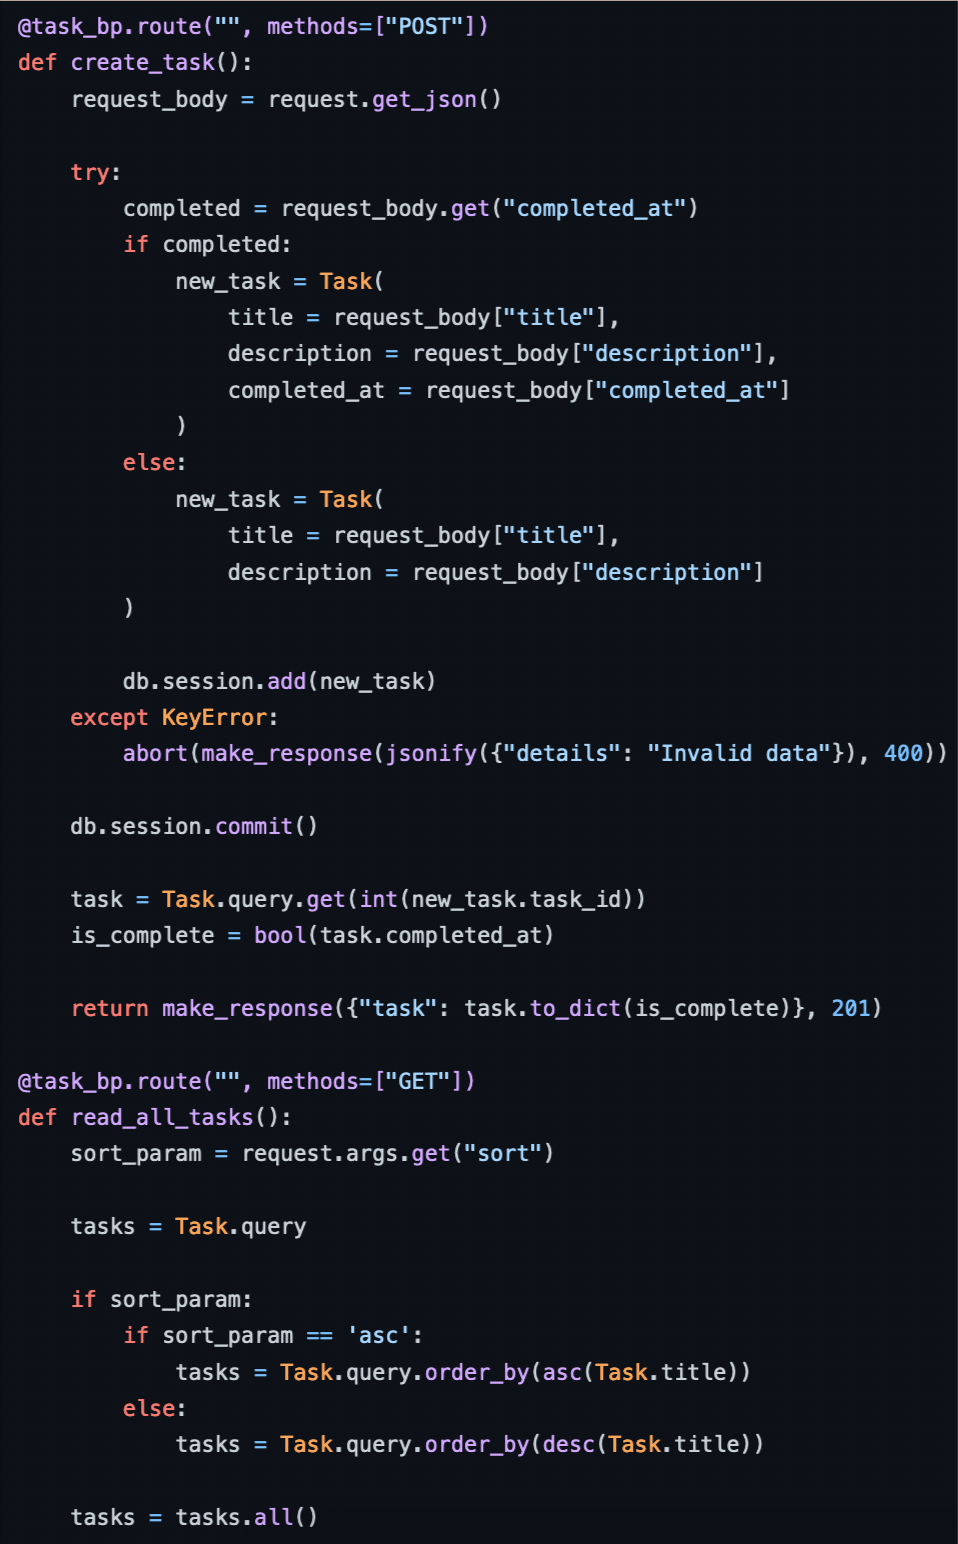 @task_bp.route("", methods=["POST"])
def create_task():
    request_body = request.get_json()

    try:
        completed = request_body.get("completed_at")
        if completed:
            new_task = Task(
                title = request_body["title"],
                description = request_body["description"],
                completed_at = request_body["completed_at"]
            )
        else:
            new_task = Task(
                title = request_body["title"],
                description = request_body["description"]
        )

        db.session.add(new_task)
    except KeyError:
        abort(make_response(jsonify({"details": "Invalid data"}), 400))

    db.session.commit()

    task = Task.query.get(int(new_task.task_id))
    is_complete = bool(task.completed_at)

    return make_response({"task": task.to_dict(is_complete)}, 201)

@task_bp.route("", methods=["GET"])
def read_all_tasks():
    sort_param = request.args.get("sort")

    tasks = Task.query

    if sort_param:
        if sort_param == 'asc':
            tasks = Task.query.order_by(asc(Task.title))
        else:
            tasks = Task.query.order_by(desc(Task.title))

    tasks = tasks.all()